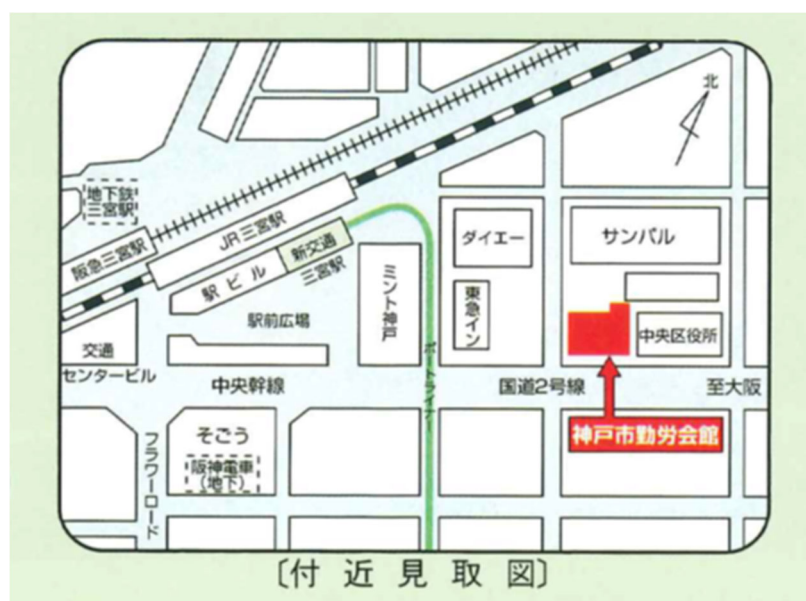 北
地下鉄
三宮駅
阪急三宮駅
JR三宮駅
新交通
三宮駅
駅ビル
駅前広場
ミント神戸
ダイエー
サンパル
東急イン
中央区役所
交通
センタービル
中央幹線
ポートライナー
国道2号線
至大阪
神戸市勤労会館
そごう
阪神電車
(地下)
フラワーロード
〔付近見取図〕